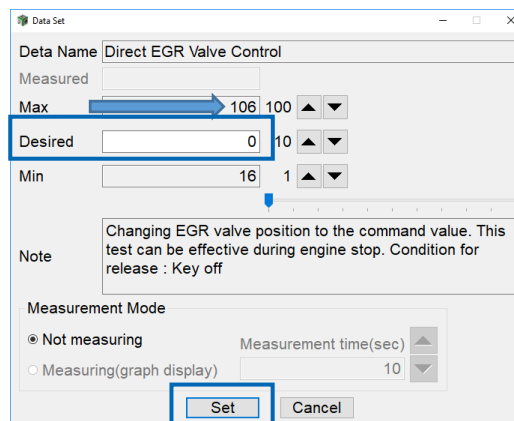 Data Set
Deta Name Direct EGR Valve Control
Measured
Max 106 100
Desired 0 10
Min 16 1
Changing EGR valve position to the command value. This
test can be effective during engine stop. Condition for
Note
release : Key off
Measurement Mode
Not measuring
Measurement time(sec)
Measuring(graph display) 10
Set Cancel